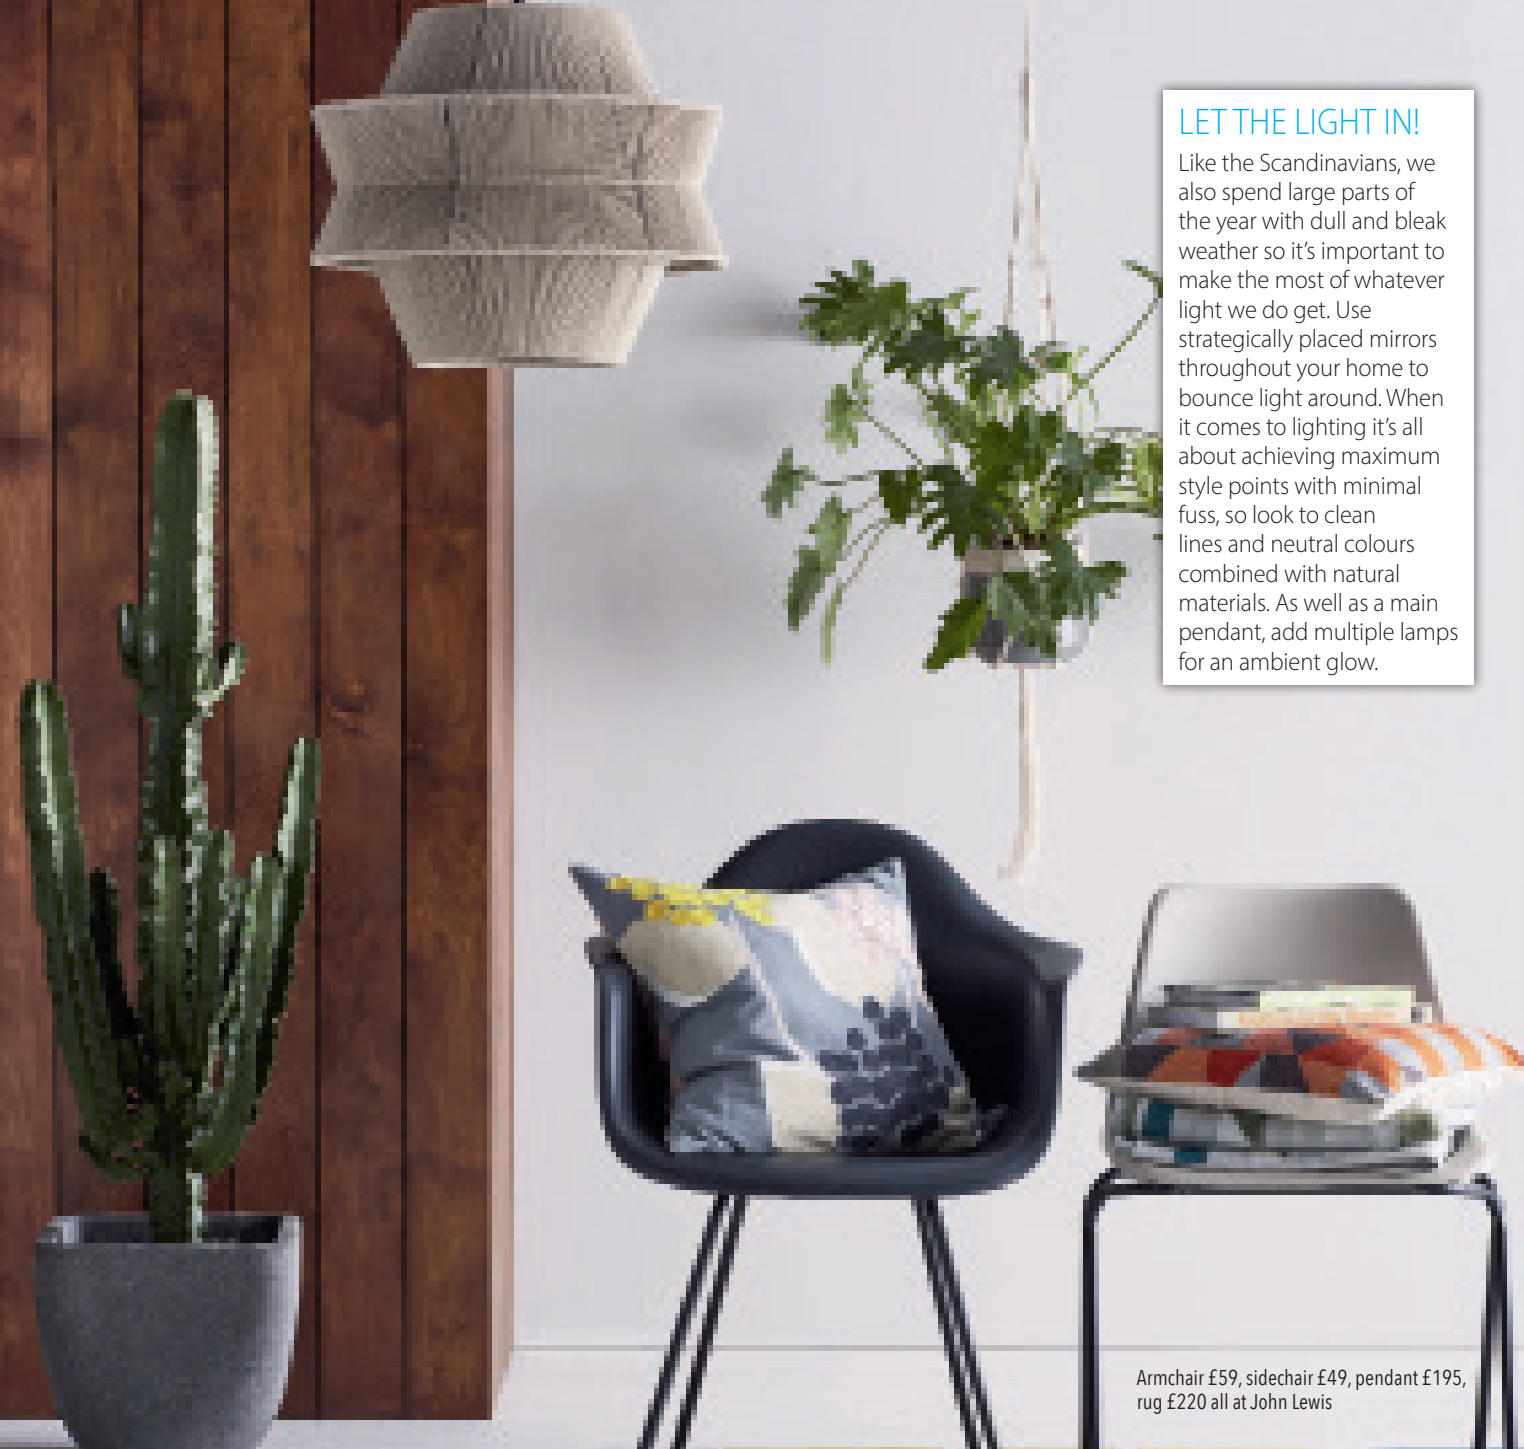 LET THE LIGHT IN!
Like the Scandinavians, we
also spend large parts of
the year with dull and bleak
weather so it’s important to
make the most of whatever
light we do get. Use
strategically placed mirrors
throughout your home to
bounce light around. When
it comes to lighting it’s all
about achieving maximum
style points with minimal
fuss, so look to clean
lines and neutral colours
combined with natural
materials. As well as a main
pendant, add multiple lamps
for an ambient glow.
Armchair £59, sidechair £49, pendant £195,
rug £220 all at John Lewis